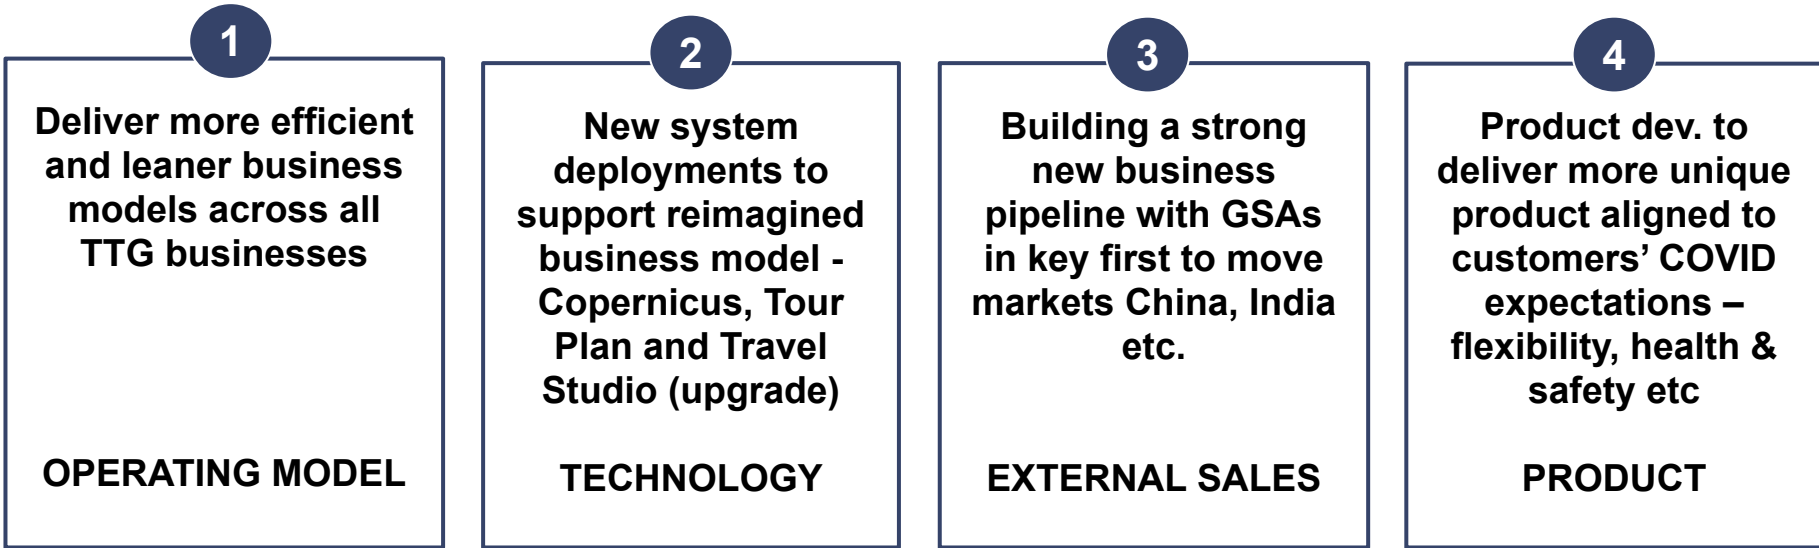 1
Deliver more efficient
and leaner business
models across all
TTG businesses
OPERATING MODEL
2
New system
deployments to
support reimagined
business model -
Copernicus, Tour
Plan and Travel
Studio (upgrade)
TECHNOLOGY
3
Building a strong
new business
pipeline with GSAs
in key first to move
markets China, India
etc.
EXTERNAL SALES
4
Product dev. to
deliver more unique
product aligned to
customers’ COVID
expectations –
flexibility, health &
safety etc
PRODUCT